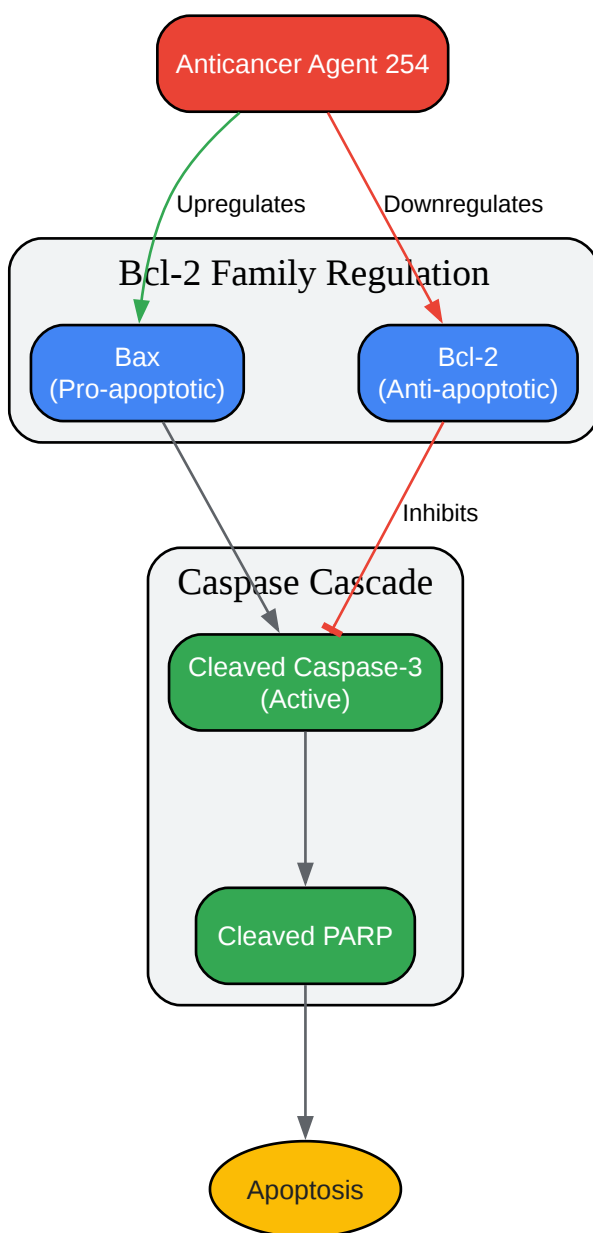 Anticancer Agent 254
Upregulates
Downregulates
Bcl-2 Family Regulation
Bax
(Pro-apoptotic)
Bcl-2
(Anti-apoptotic)
Inhibits
Caspase Cascade
Cleaved Caspase-3
(Active)
Cleaved PARP
Apoptosis